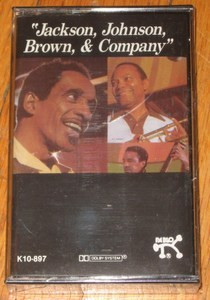 "Jackson, Johnson,
Brown, & Company"
PABLO
K10-897
DOLBY SYSTEM